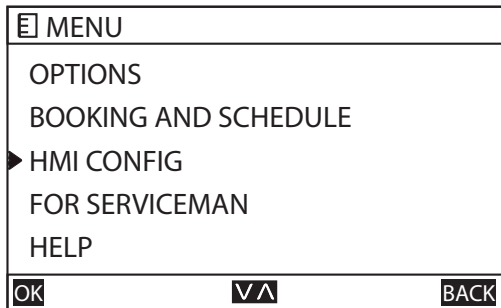 MENU
OPTIONS
BOOKING AND SCHEDULE
HMI CONFIG
FOR SERVICEMAN
HELP
OK BACK